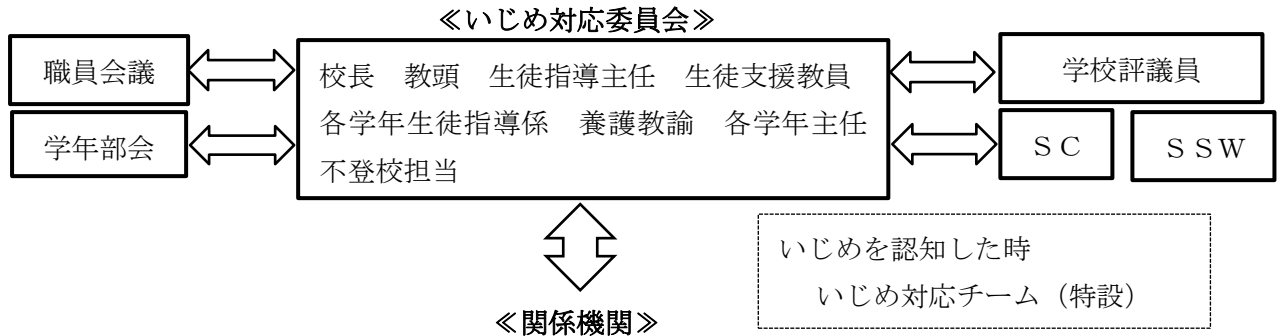 ≪いじめ対応委員会≫
職員会議
学年部会
校長　教頭　生徒指導主任　生徒支援教員
各学年生徒指導係　養護教諭　各学年主任
不登校担当
学校評議員
ＳＣ
ＳＳＷ
いじめを認知した時
いじめ対応チーム（特設）
≪関係機関≫